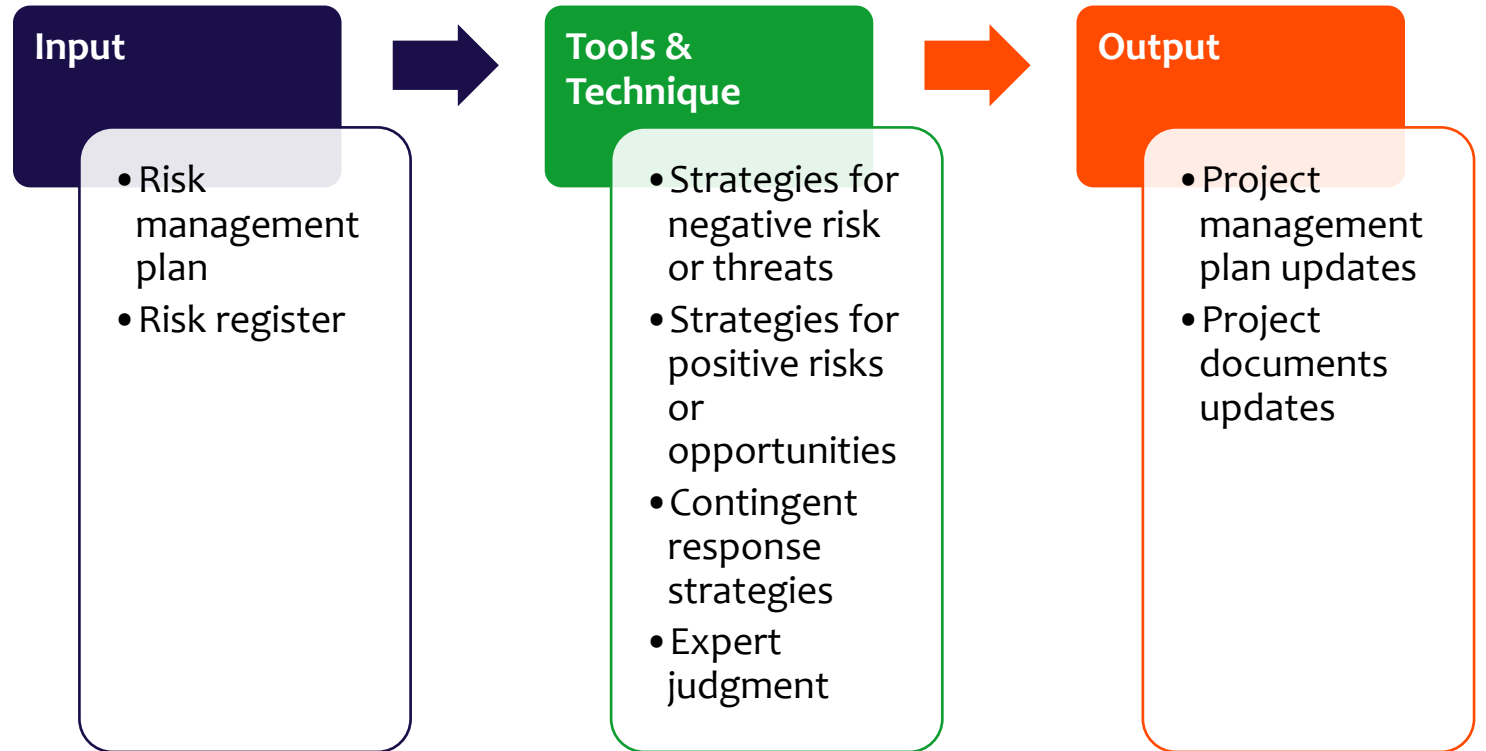 Input
• Risk
management
plan
• Risk register
Tools &
Technique
• Strategies for
negative risk
or threats
• Strategies for
positive risks
or
opportunities
• Contingent
response
strategies
• Expert
judgment
Output
• Project
management
plan updates
• Project
documents
updates